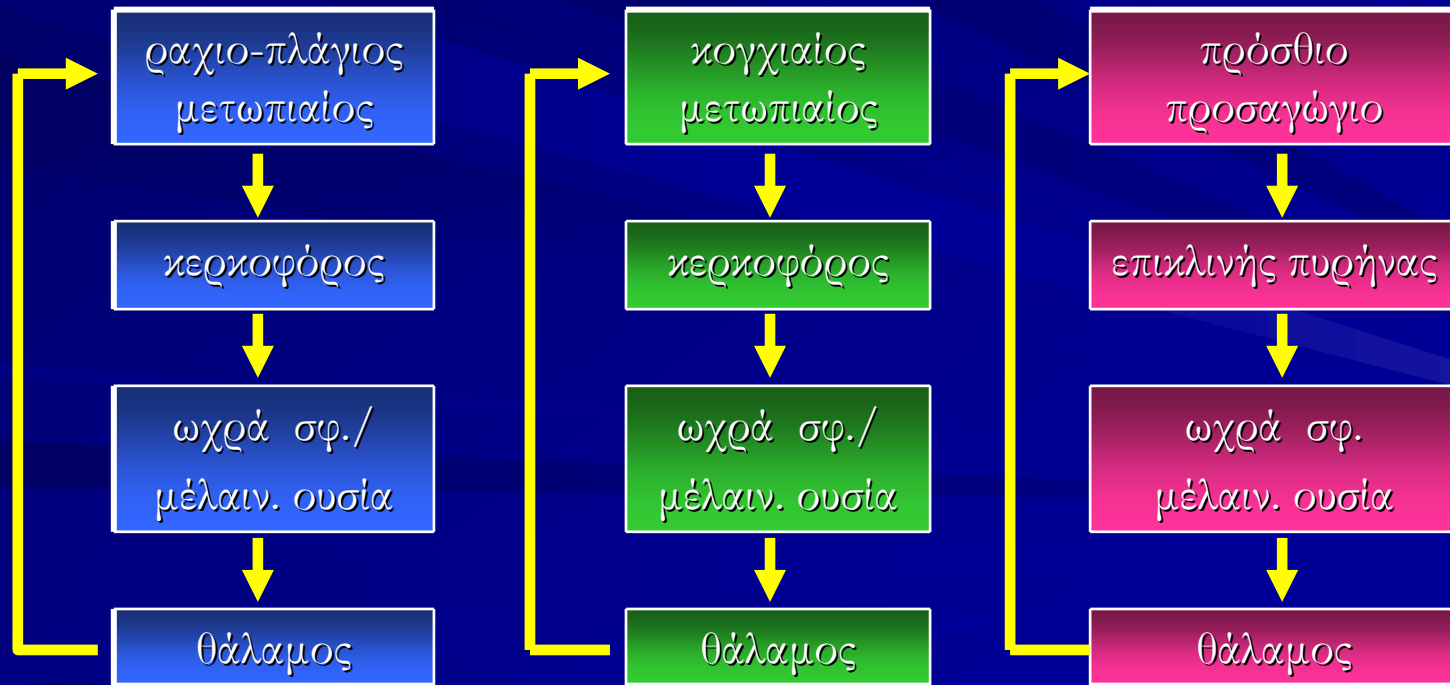 ραχιο-πλάγιος
μετωπιαίος
κερκοφόρος
ωχρά σφ./
μέλαιν. ουσία
θάλαμος
κογχιαίος
μετωπιαίος
κερκοφόρος
ωχρά σφ./
μέλαιν. ουσία
θάλαμος
πρόσθιο
προσαγώγιο
επικλινής πυρήνας
ωχρά σφ.
μέλαιν. ουσία
θάλαμος